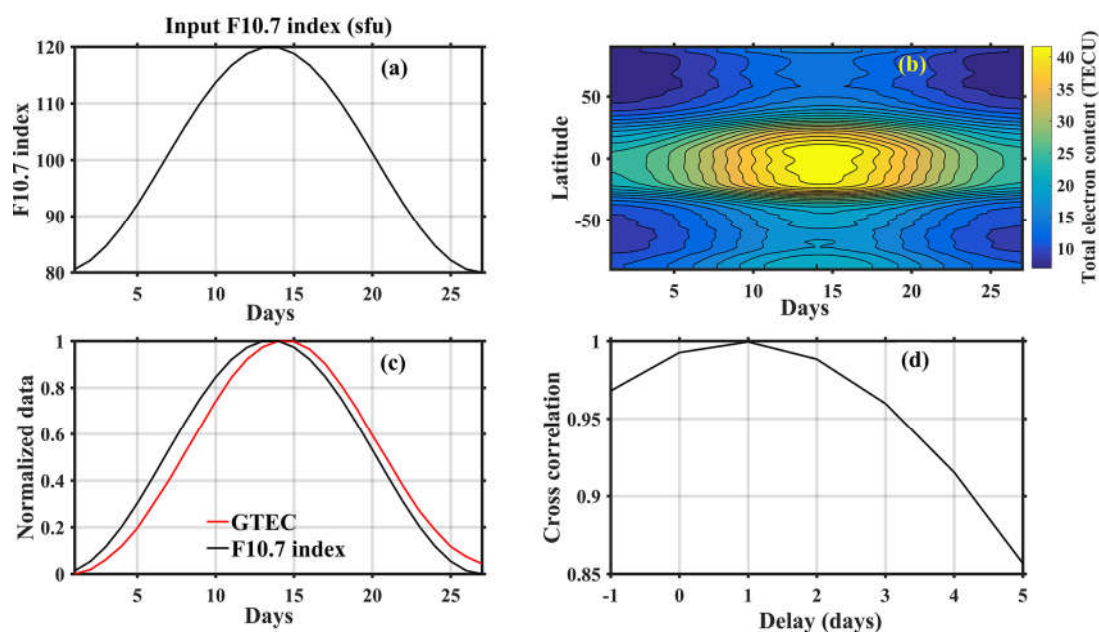 Input F10.7 index (sfu)
(a)
F10.7 index
120
110
100
90
80
5 10 15 20 25
Days
(b)
Latitude
50
0
-50
5 10 15 20 25
Days
Total electron content (TECU)
40
35
30
25
20
15
10
(c)
Normalized data
1
0.8
0.6
0.4
0.2
0
GTEC
F10.7 index
5 10 15 20 25
Days
(d)
Cross correlation
1
0.95
0.9
0.85
-1 0 1 2 3 4 5
Delay (days)